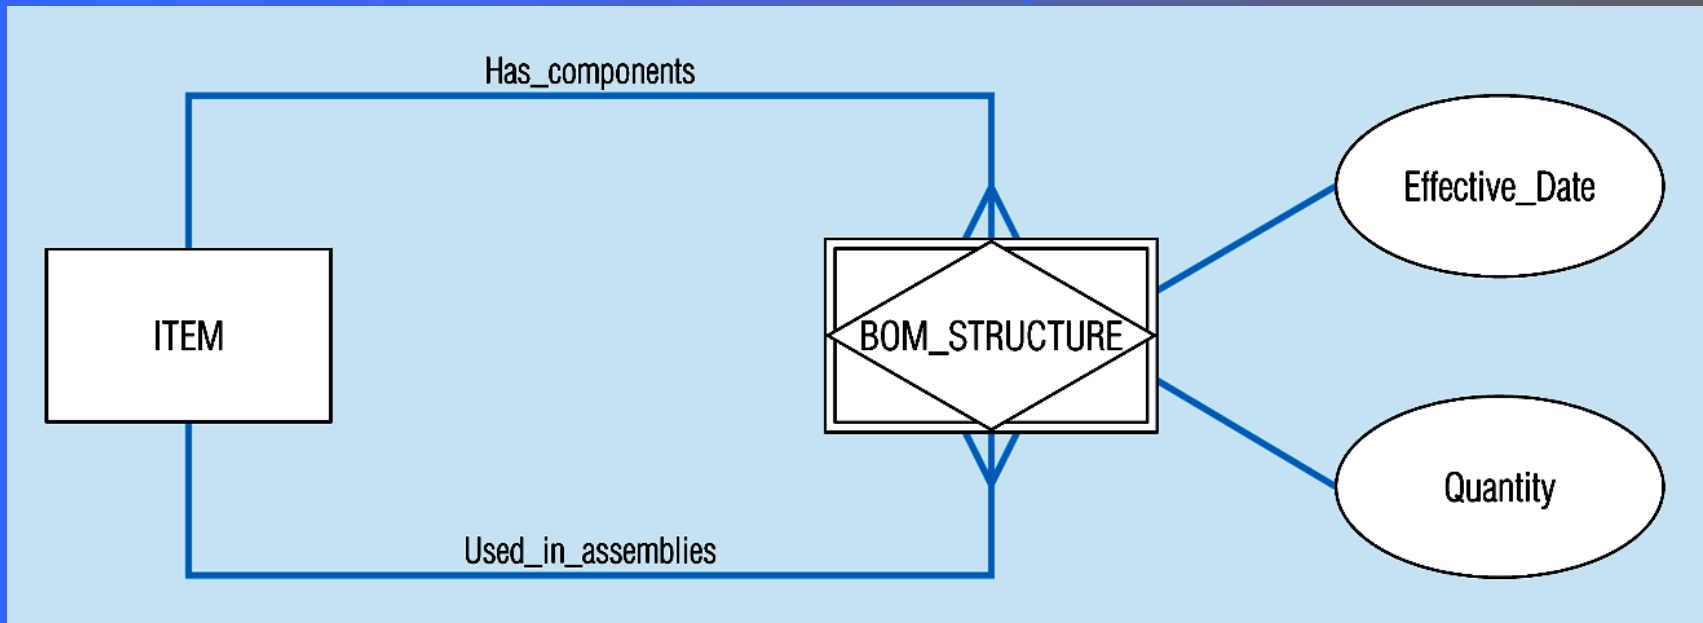 Has_components
Effective_Date
ITEM
BOM_STRUCTURE
Quantity
Used_in_assemblies